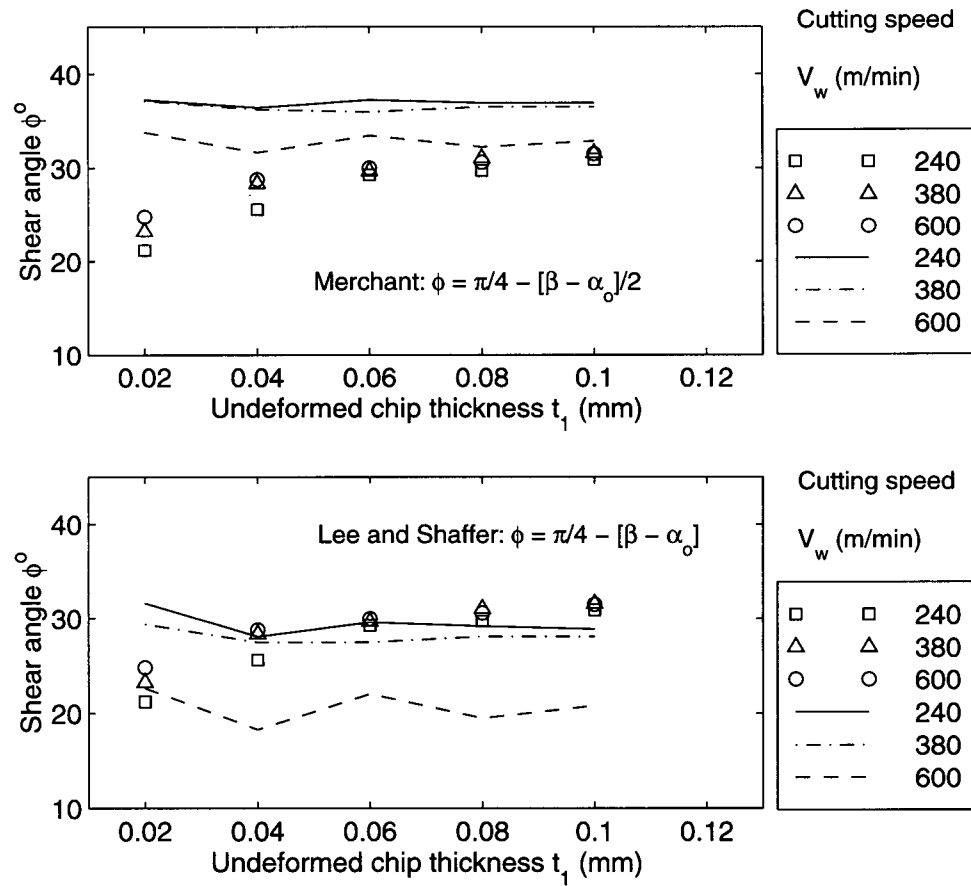 Cutting speed
V_w (m/min)
40
30
20
10
Shear angle ϕ°
Merchant: ϕ = π/4 − [β − α_o]/2
0.02 0.04 0.06 0.08 0.1 0.12
Undeformed chip thickness t_1 (mm)
240
380
600
240
380
600
Cutting speed
V_w (m/min)
40
30
20
10
Shear angle ϕ°
Lee and Shaffer: ϕ = π/4 − [β − α_o]
0.02 0.04 0.06 0.08 0.1 0.12
Undeformed chip thickness t_1 (mm)
240
380
600
240
380
600